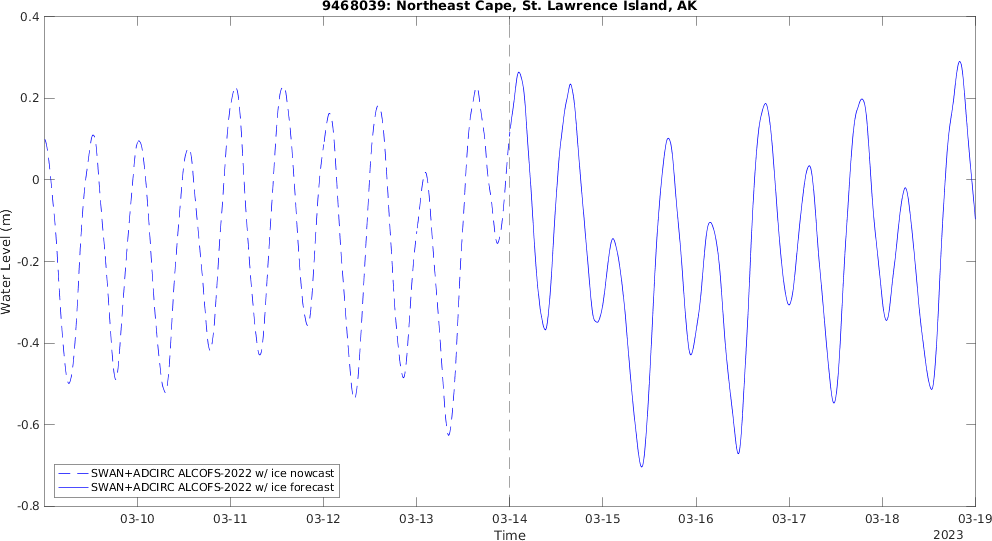 9468039: Northeast Cape, St. Lawrence Island, AK
0.4
0.2
0
-0.2
-0.4
-0.6
-0.8
Water Level (m)
SWAN+ADCIRC ALCOFS-2022 w/ ice nowcast
SWAN+ADCIRC ALCOFS-2022 w/ ice forecast
03-10 03-11 03-12 03-13 03-14 03-15 03-16 03-17 03-18 03-19
Time
2023